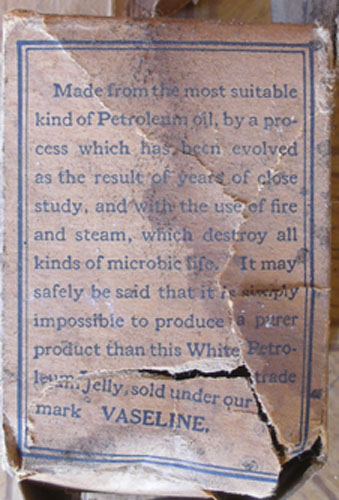 Made from the most suitable
kind of Petroleum oil, by a pro-
cess which has been evolved
as the result of years of close
study, and with the use of fire
and steam, which destroy all
kinds of microbic life. It may
safely be said that it is simply
impossible to produce a purer
product than this White Petro-
leum Jelly, sold under our trade
mark VASELINE.